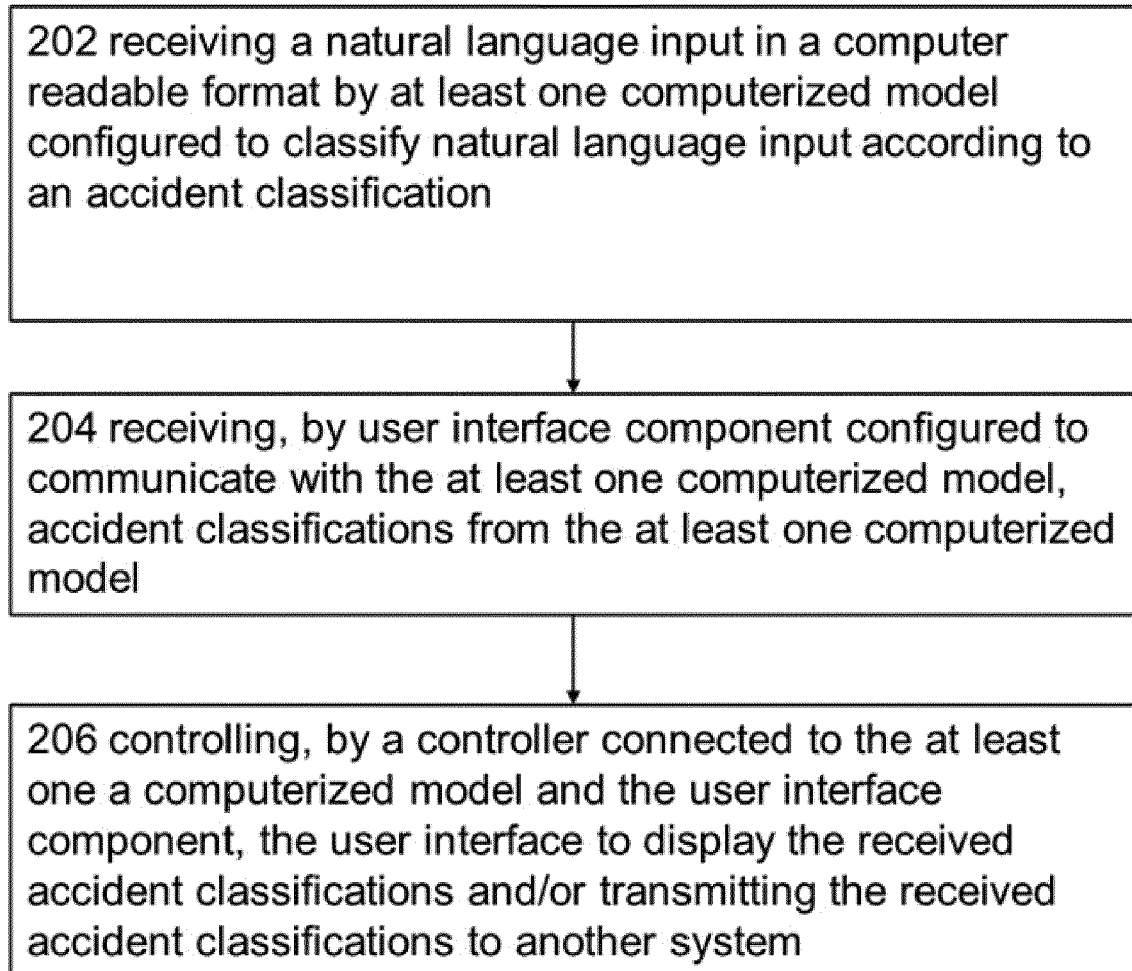 202 receiving a natural language input in a computer
readable format by at least one computerized model
configured to classify natural language input according to
an accident classification
204 receiving, by user interface component configured to
communicate with the at least one computerized model,
accident classifications from the at least one computerized
model
206 controlling, by a controller connected to the at least
one a computerized model and the user interface
component, the user interface to display the received
accident classifications and/or transmitting the received
accident classifications to another system